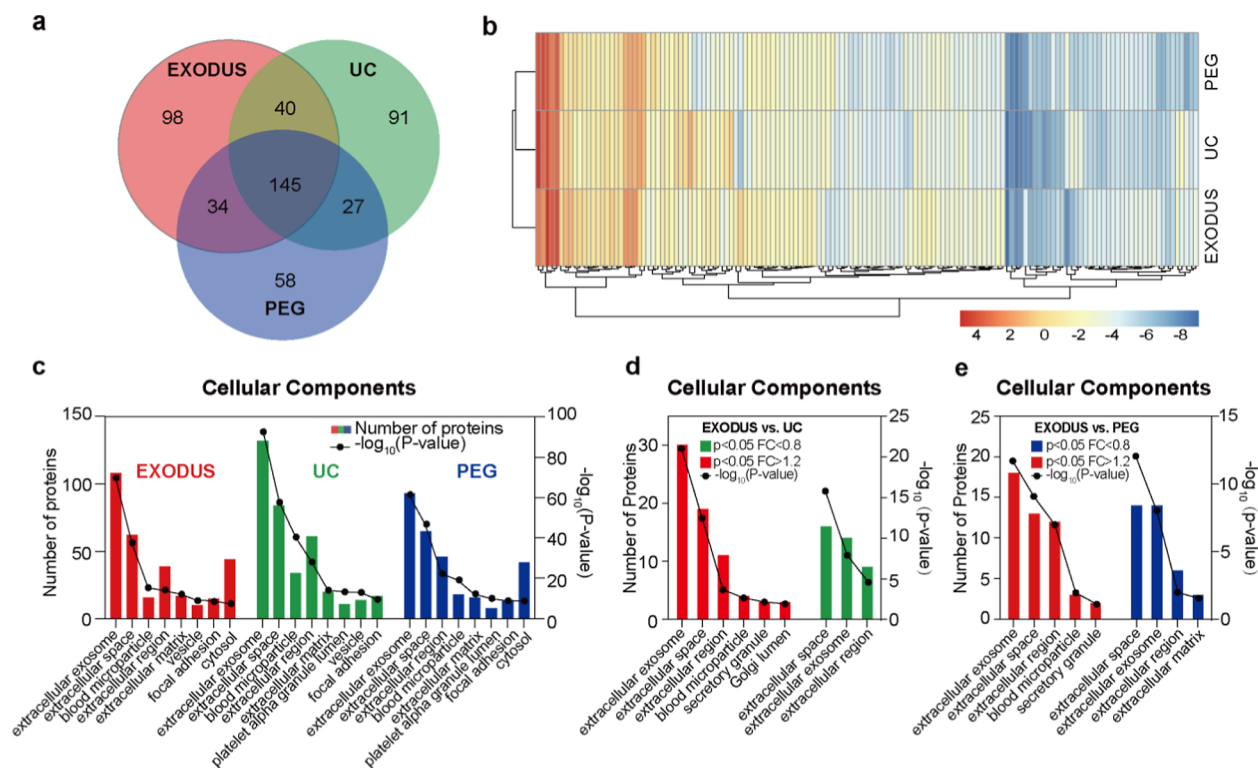 a
EXODUS
UC
98
40
91
145
34
27
58
PEG
b
PEG
UC
EXODUS
4 2 0 -2 -4 -6 -8
c
Cellular Components
Number of proteins
150
100
50
0
Number of proteins
-log10(P-value)
EXODUS
UC
PEG
100
80
60
40
20
0
-log10(P-value)
extracellular exosome
extracellular space
blood microparticle
extracellular region
extracellular matrix
vesicle
focal adhesion
cytosol
extracellular exosome
extracellular space
blood microparticle
extracellular region
extracellular matrix
platelet alpha granule lumen
vesicle
focal adhesion
extracellular exosome
extracellular space
extracellular region
blood microparticle
extracellular matrix
platelet alpha granule lumen
focal adhesion
cytosol
d
Cellular Components
Number of Proteins
30
20
10
0
EXODUS vs. UC
p<0.05 FC<0.8
p<0.05 FC>1.2
-log10(P-value)
25
20
15
10
5
0
-log10 (p-value)
extracellular exosome
extracellular space
extracellular region
blood microparticle
secretory granule
Golgi lumen
extracellular space
extracellular exosome
extracellular region
e
Cellular Components
Number of Proteins
25
20
15
10
5
0
EXODUS vs. PEG
p<0.05 FC<0.8
p<0.05 FC>1.2
-log10(P-value)
15
10
5
0
-log10 (p-value)
extracellular exosome
extracellular space
extracellular region
blood microparticle
secretory granule
extracellular space
extracellular exosome
extracellular region
extracellular matrix